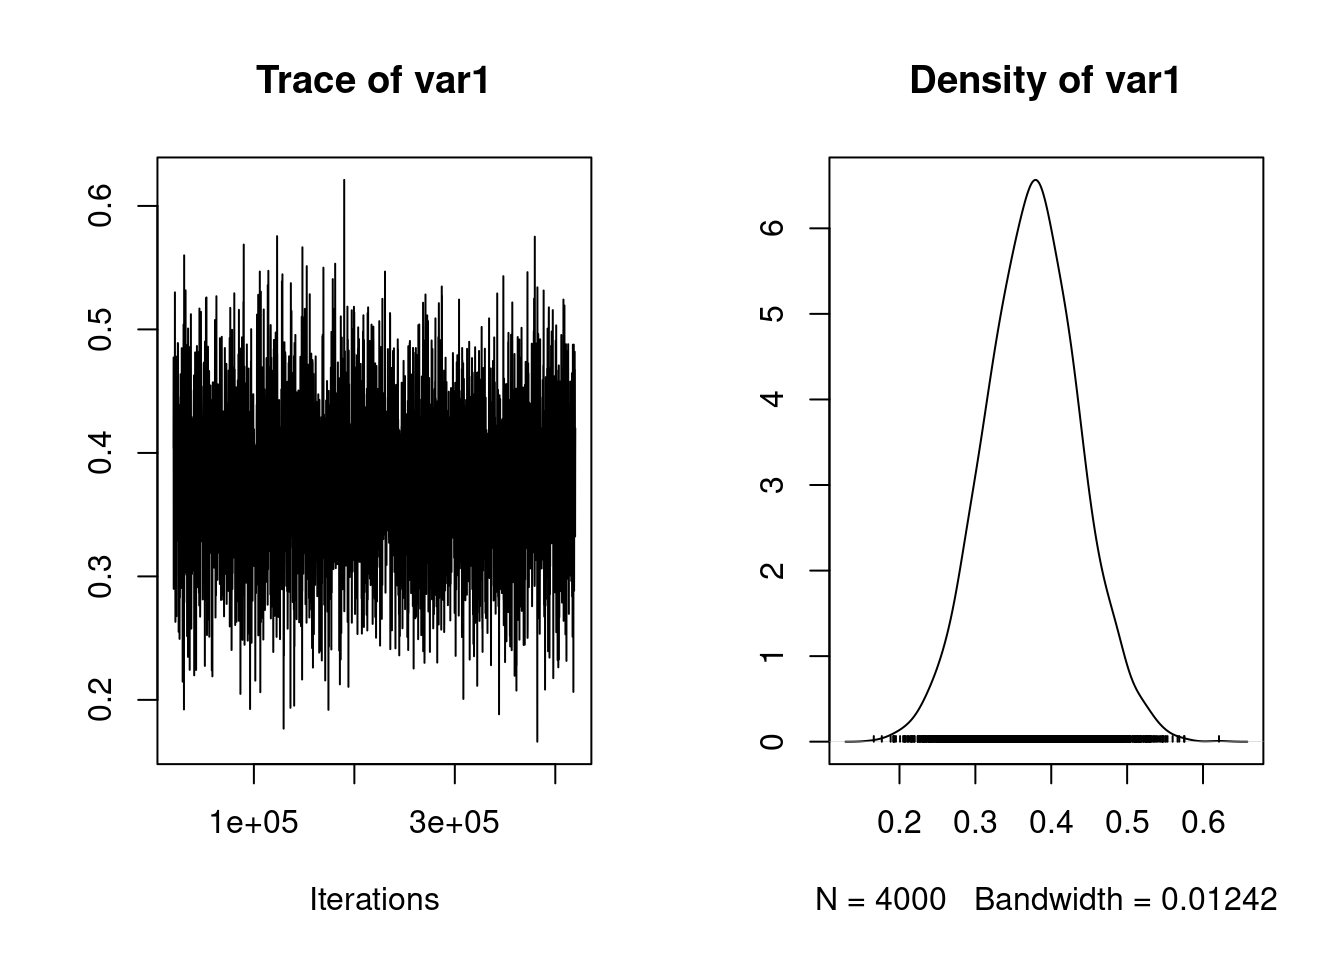 Trace of var1
0.6
0.5
0.4
0.3
0.2
1e+05 3e+05
Iterations
Density of var1
6
5
4
3
2
1
0
0.2 0.3 0.4 0.5 0.6
N = 4000 Bandwidth = 0.01242